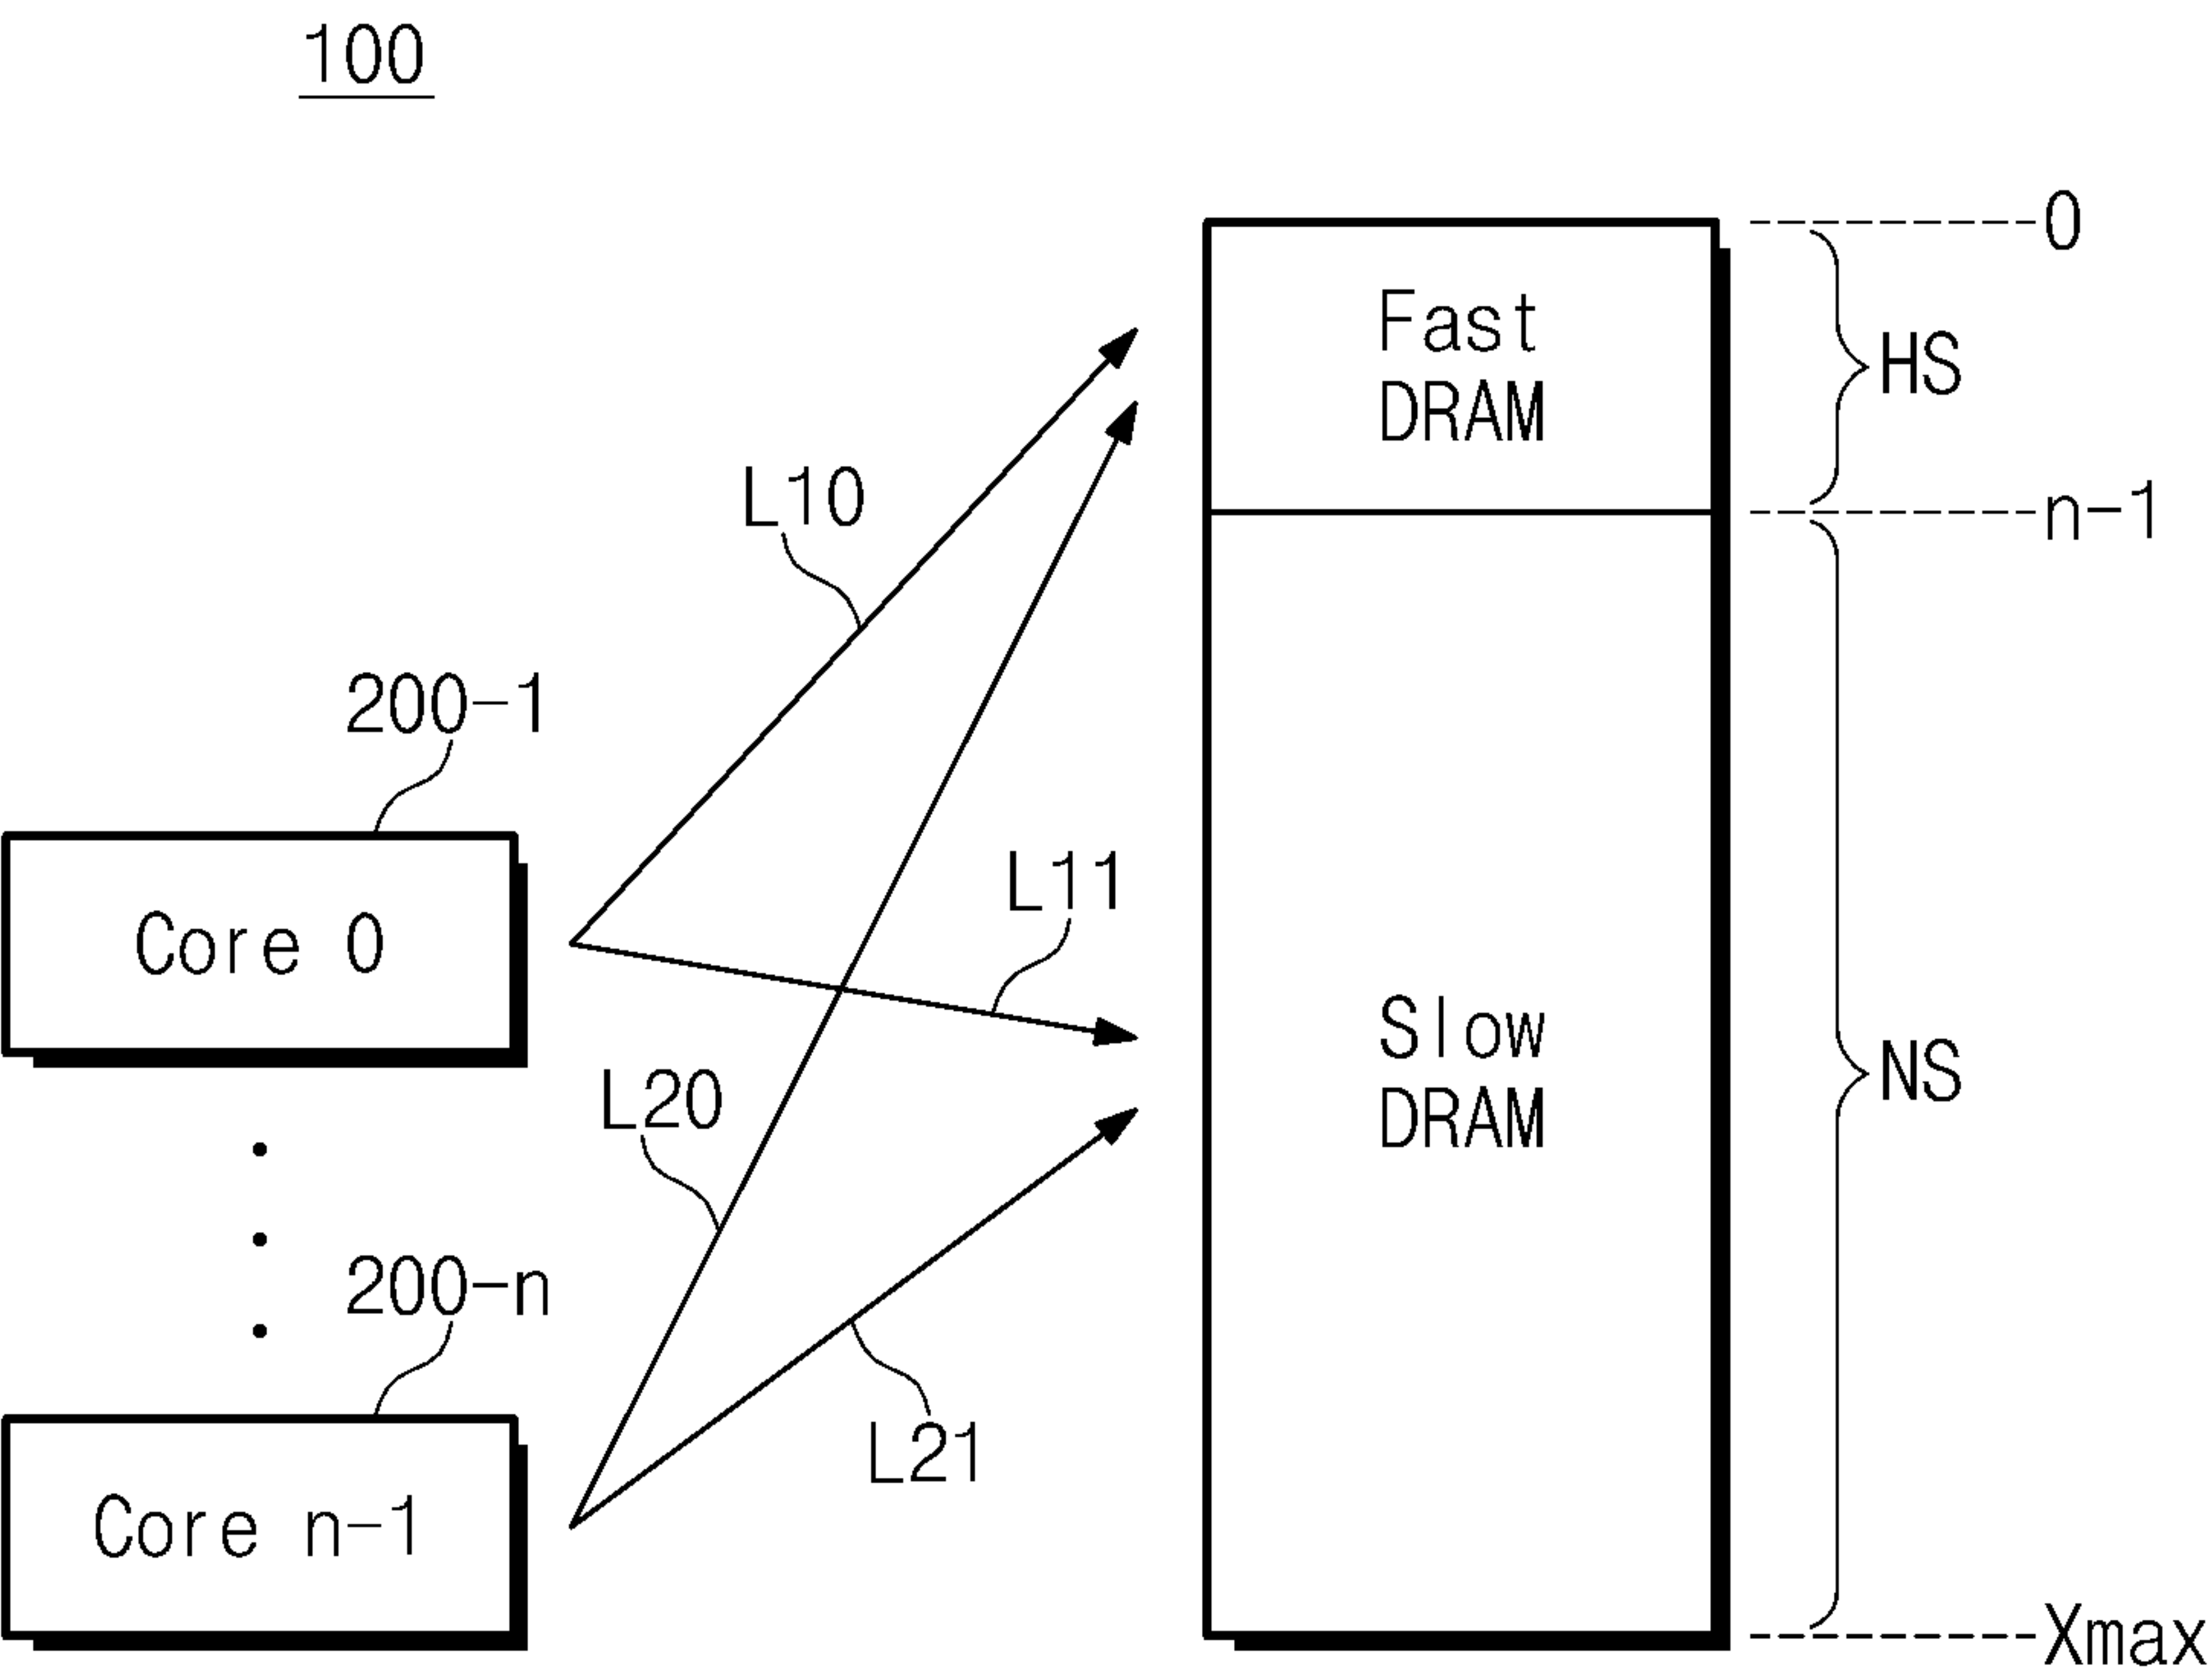 100
0
Fast
DRAM
HS
L10
n-1
200-1
L11
Core 0
Slow
DRAM
NS
L20
200-n
L21
Core n-1
Xmax